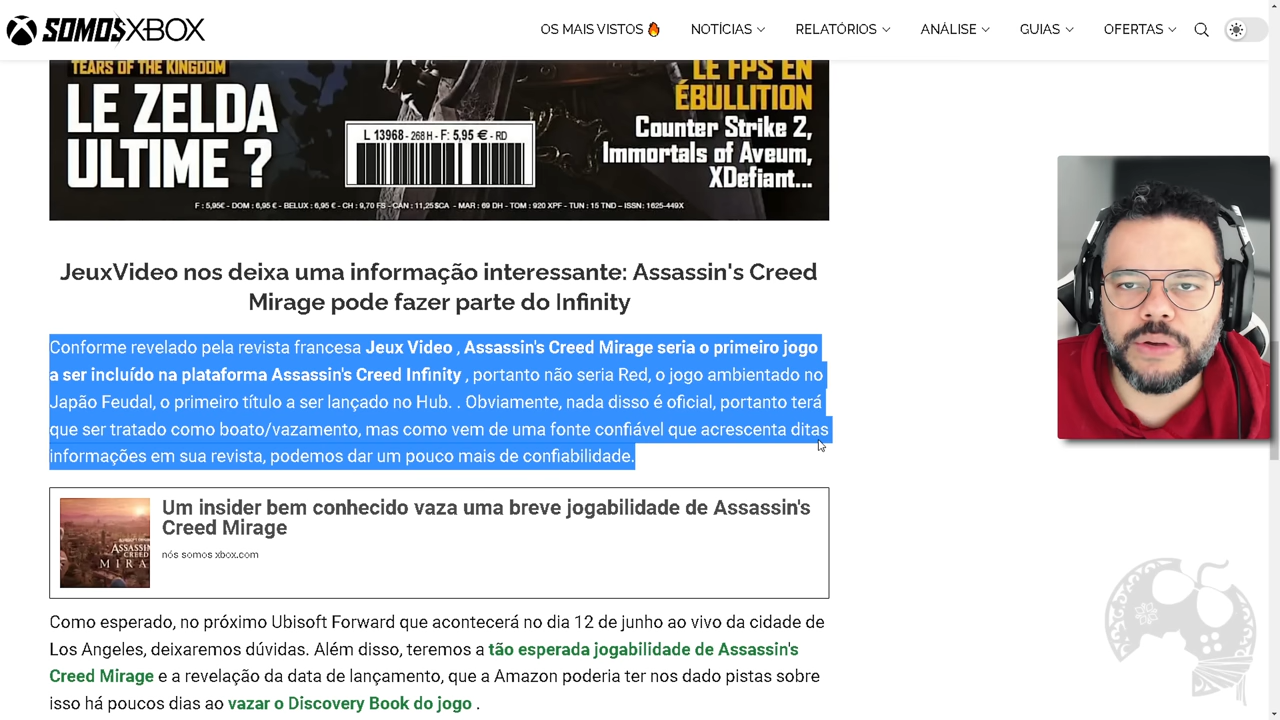 SOMOSXBOX
OS MAIS VISTOS🔥 NOTÍCIAS RELATÓRIOS ANÁLISE GUIAS OFERTAS
TEARS OF THE KINGDOM
LE ZELDA
ULTIME ?
L 13968 - 268 H - F: 5,95 € - RD
LE FPS EN
ÉBULLITION
Counter Strike 2,
Immortals of Aveum,
XDefiant...
F : 5,95€ - DOM : 6,95 € - BELUX : 6,95 € - CH : 9,70 FS - CAN : 11,25 $CA - MAR : 69 DH - TOM : 920 XPF - TUN : 15 TND – ISSN : 1625-449X
JeuxVideo nos deixa uma informação interessante: Assassin's Creed
Mirage pode fazer parte do Infinity
Conforme revelado pela revista francesa Jeux Video , Assassin's Creed Mirage seria o primeiro jogo
a ser incluído na plataforma Assassin's Creed Infinity , portanto não seria Red, o jogo ambientado no
Japão Feudal, o primeiro título a ser lançado no Hub. . Obviamente, nada disso é oficial, portanto terá
que ser tratado como boato/vazamento, mas como vem de uma fonte confiável que acrescenta ditas
informações em sua revista, podemos dar um pouco mais de confiabilidade.
Um insider bem conhecido vaza uma breve jogabilidade de Assassin's
Creed Mirage
nós somos xbox.com
Como esperado, no próximo Ubisoft Forward que acontecerá no dia 12 de junho ao vivo da cidade de
Los Angeles, deixaremos dúvidas. Além disso, teremos a tão esperada jogabilidade de Assassin's
Creed Mirage e a revelação da data de lançamento, que a Amazon poderia ter nos dado pistas sobre
isso há poucos dias ao vazar o Discovery Book do jogo .